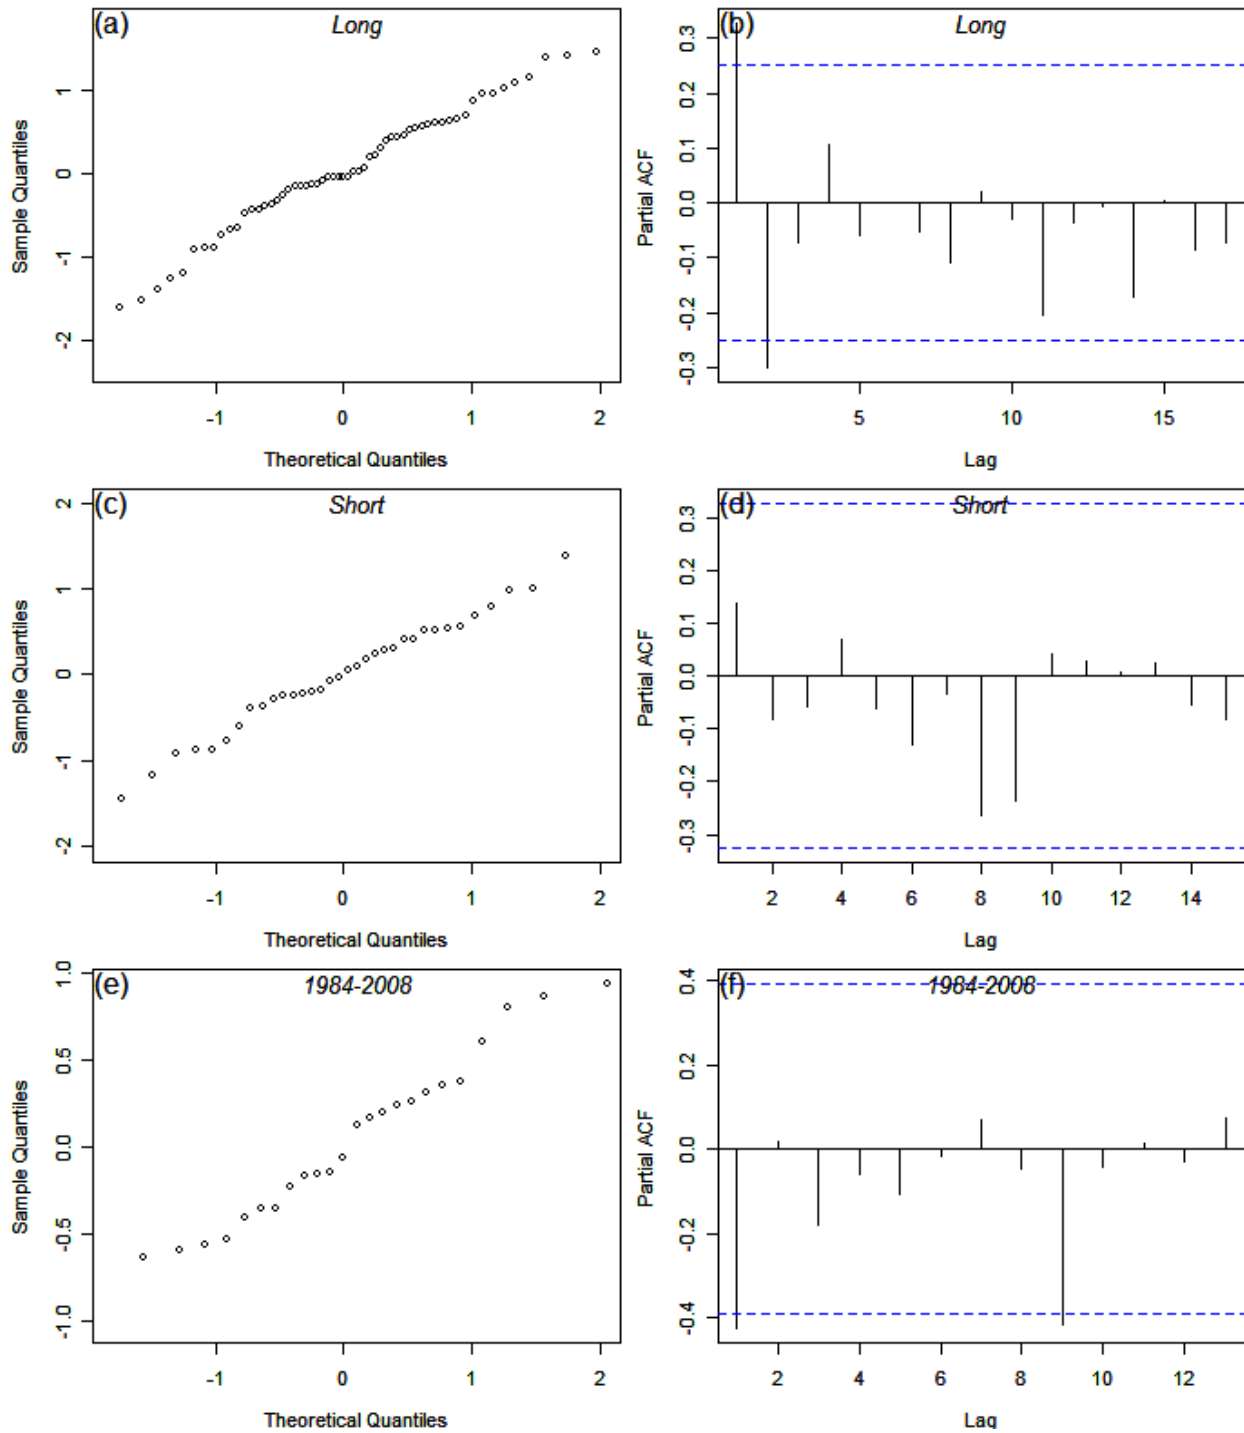 (a) Long
Sample Quantiles
1
0
-1
-2
-1 0 1 2
Theoretical Quantiles
(b) Long
Partial ACF
0.3
0.2
0.1
0.0
-0.1
-0.2
-0.3
5 10 15
Lag
(c) Short
Sample Quantiles
2
1
0
-1
-2
-1 0 1 2
Theoretical Quantiles
(d) Short
Partial ACF
0.3
0.2
0.1
0.0
-0.1
-0.2
-0.3
2 4 6 8 10 12 14
Lag
(e) 1984-2008
Sample Quantiles
1.0
0.5
0.0
-0.5
-1.0
-1 0 1 2
Theoretical Quantiles
(f) 1984-2008
Partial ACF
0.4
0.2
0.0
-0.2
-0.4
2 4 6 8 10 12
Lag